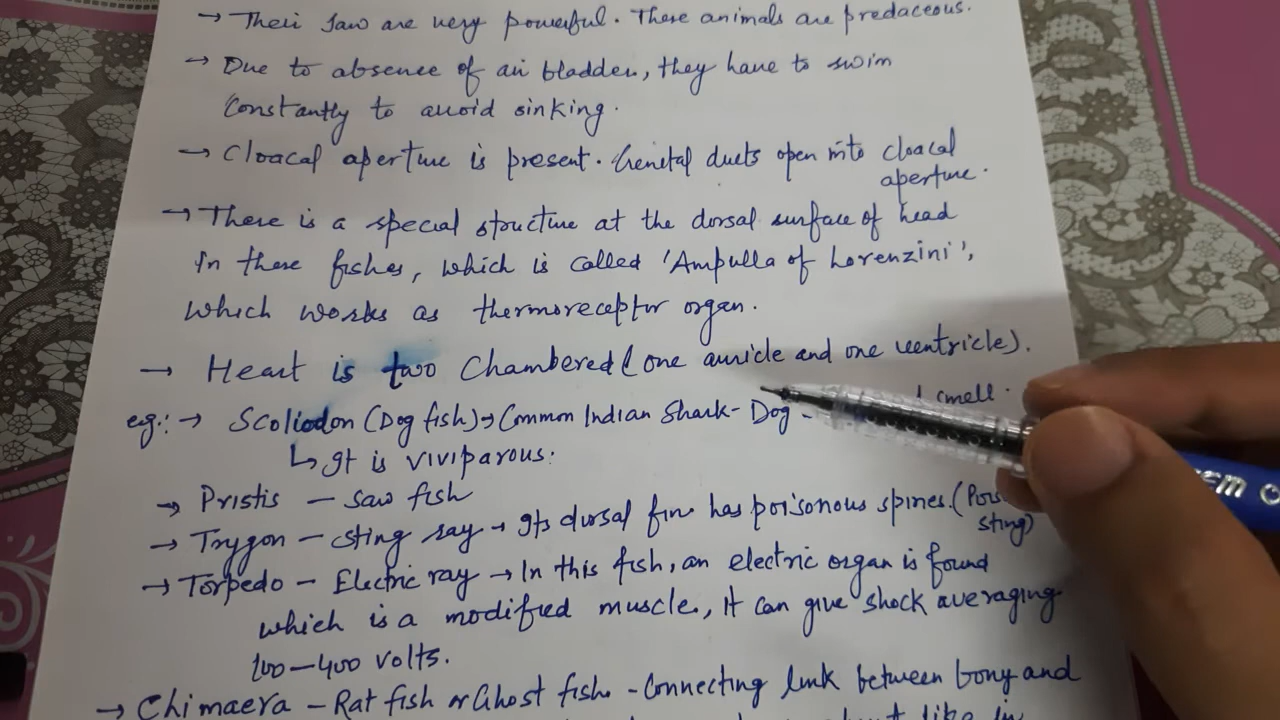 → Their Jaw are very powerful. These animals are predaceous.
→ Due to absence of air bladder, they have to swim
Constantly to avoid sinking.
→ Cloacal aperture is present. Genital ducts open into cloacal
aperture.
→ There is a special structure at the dorsal surface of head
in these fishes, which is called 'Ampulla of Lorenzini',
which works as thermoreceptor organ.
→ Heart is two Chambered (one auricle and one ventricle).
eg:- → Scoliodon (Dog fish) → Common Indian Shark - Dog - smell.
↳ It is viviparous.
→ Pristis — Saw fish
→ Trygon — sting ray → Its dorsal fin has poisonous spines. (
sting)
→ Torpedo — Electric ray → In this fish, an electric organ is found
which is a modified muscle, it can give shock averaging
100—400 volts.
→ Chimaera — Rat fish or Ghost fish - Connecting link between bony and